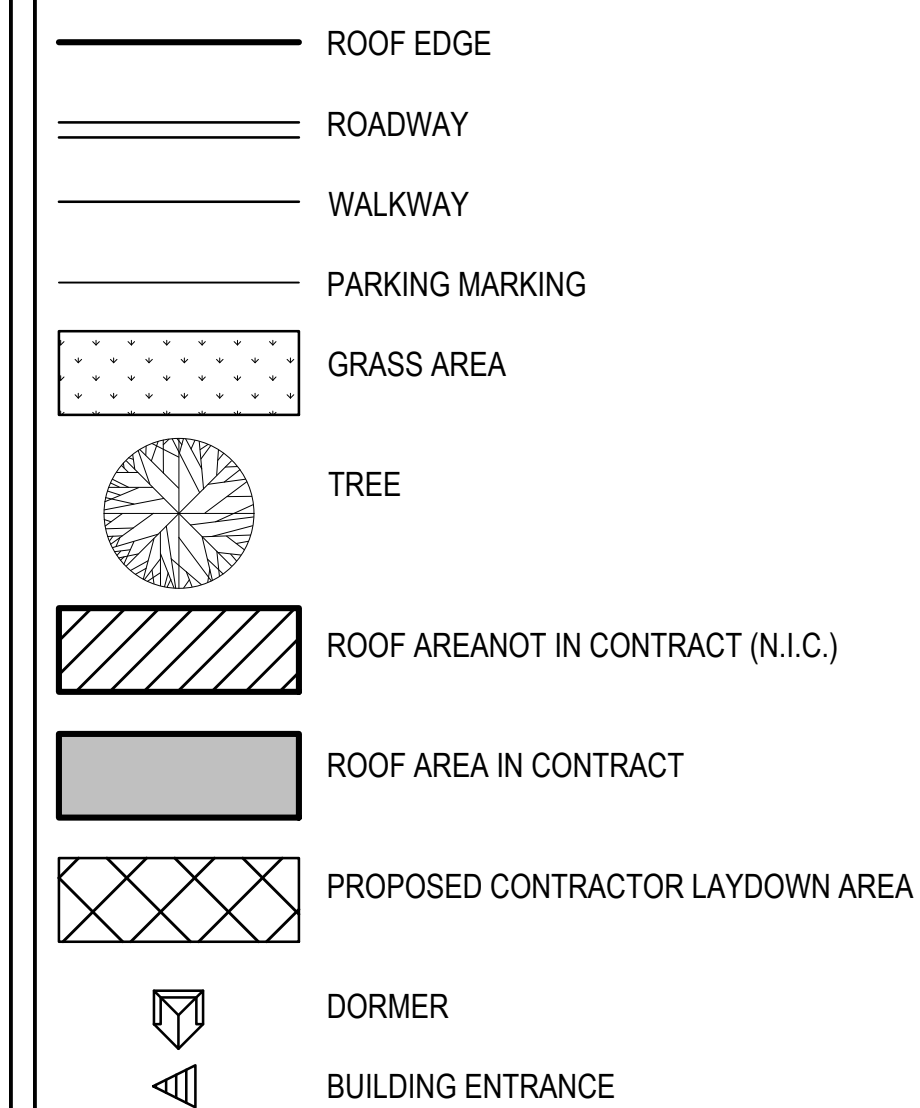 ROOF EDGE
ROADWAY
WALKWAY
PARKING MARKING
GRASS AREA
TREE
ROOF AREANOT IN CONTRACT (N.I.C.)
ROOF AREA IN CONTRACT
PROPOSED CONTRACTOR LAYDOWN AREA
DORMER
BUILDING ENTRANCE